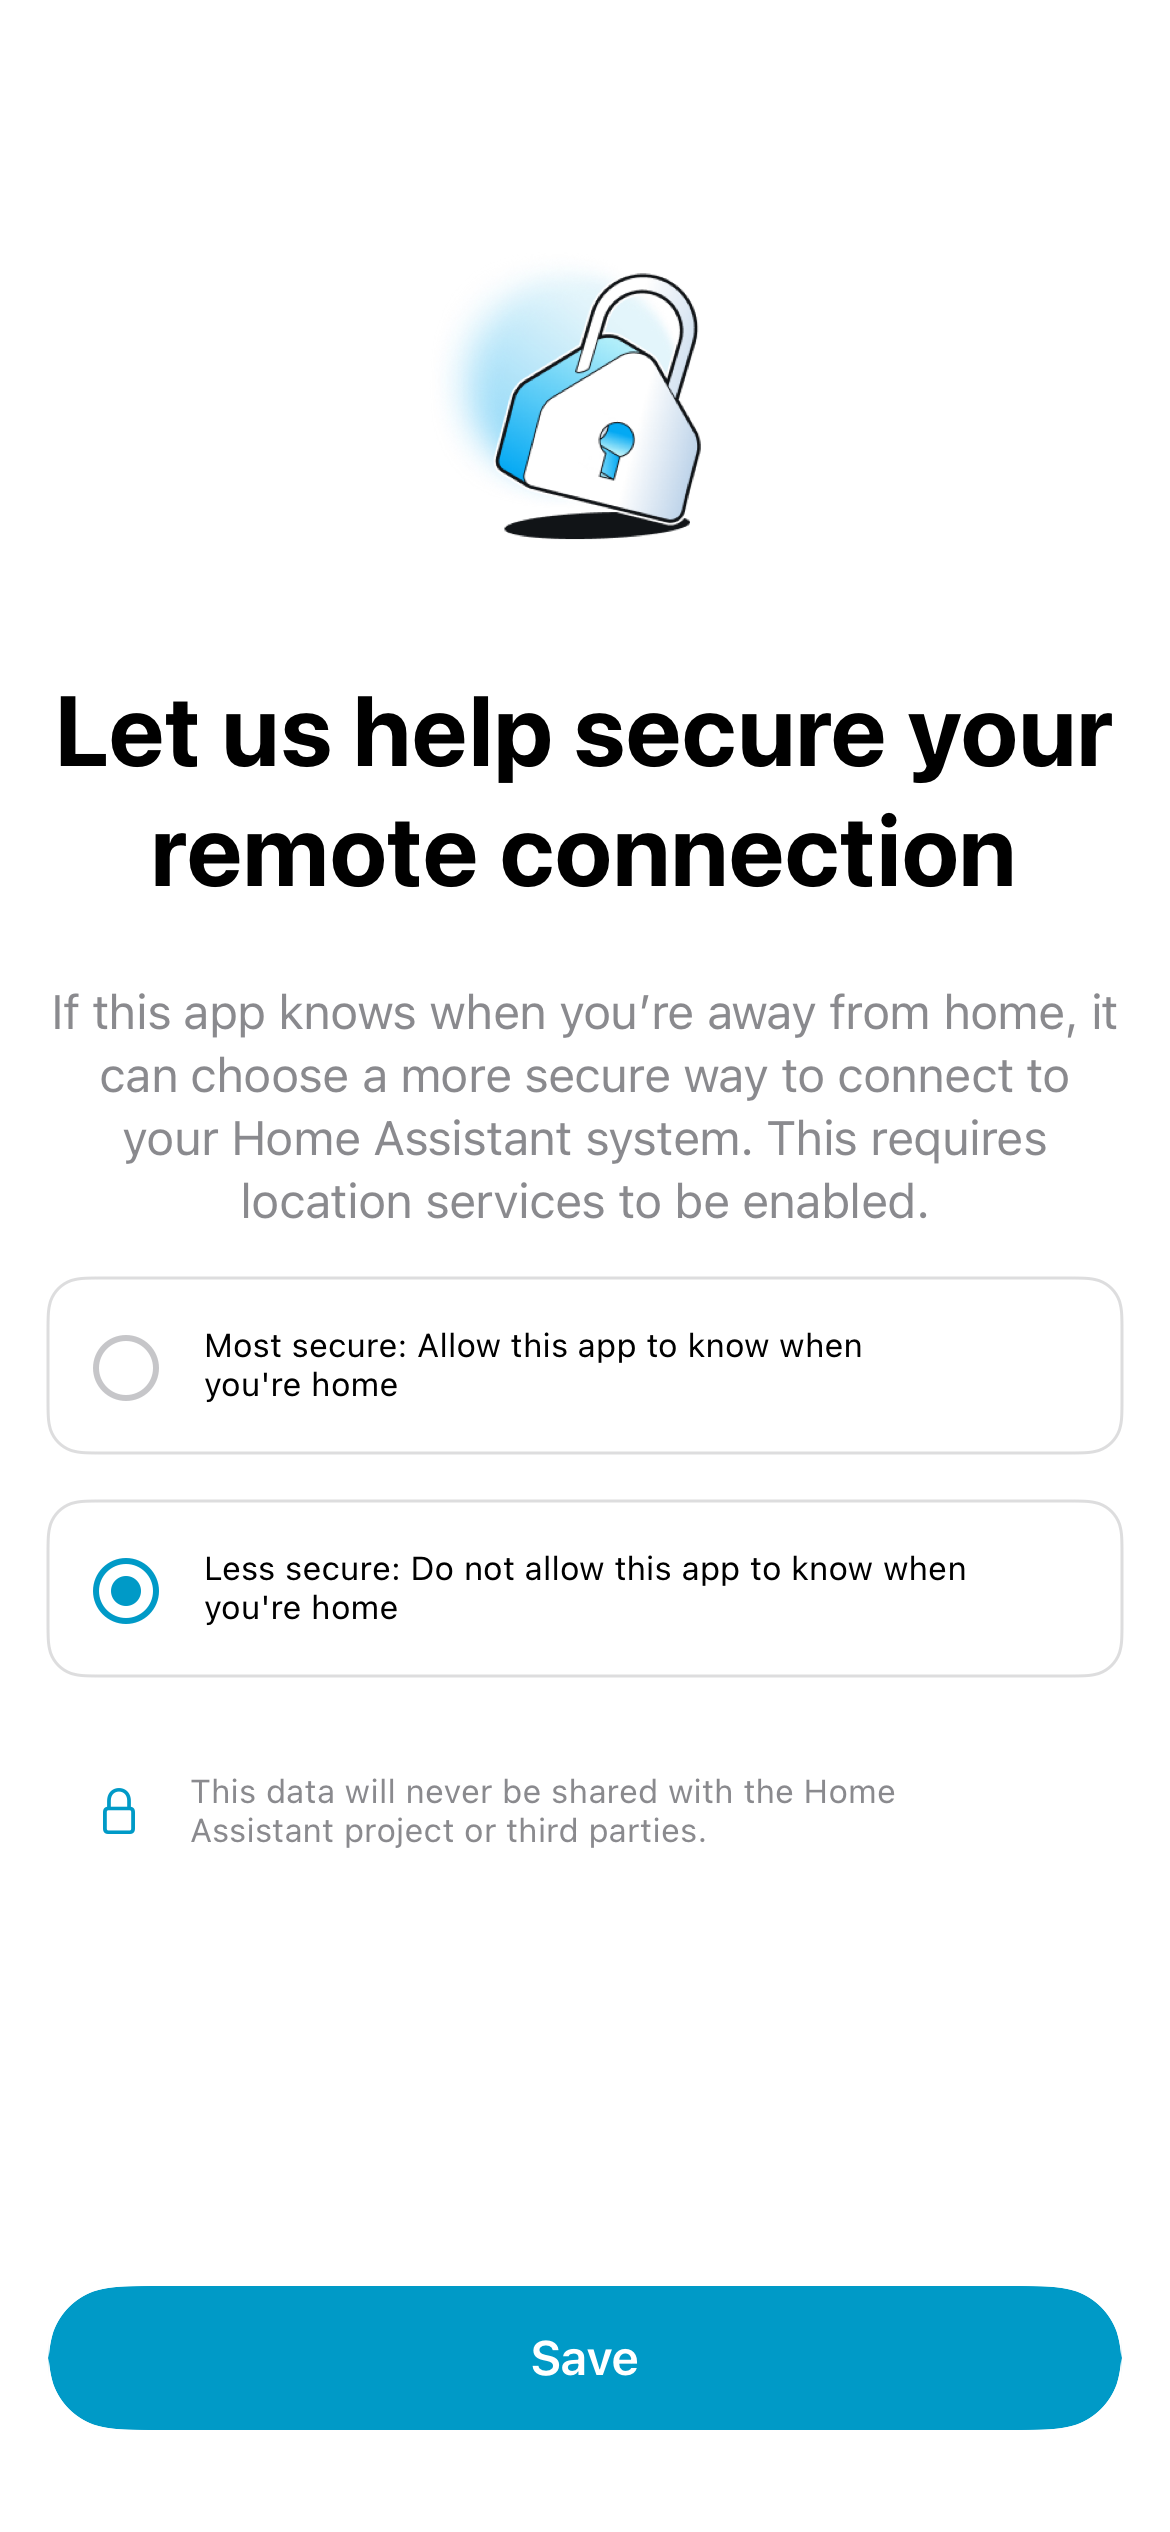 Let us help secure your
remote connection
If this app knows when you’re away from home, it
can choose a more secure way to connect to
your Home Assistant system. This requires
location services to be enabled.
Most secure: Allow this app to know when
you're home
Less secure: Do not allow this app to know when
you're home
This data will never be shared with the Home
Assistant project or third parties.
Save